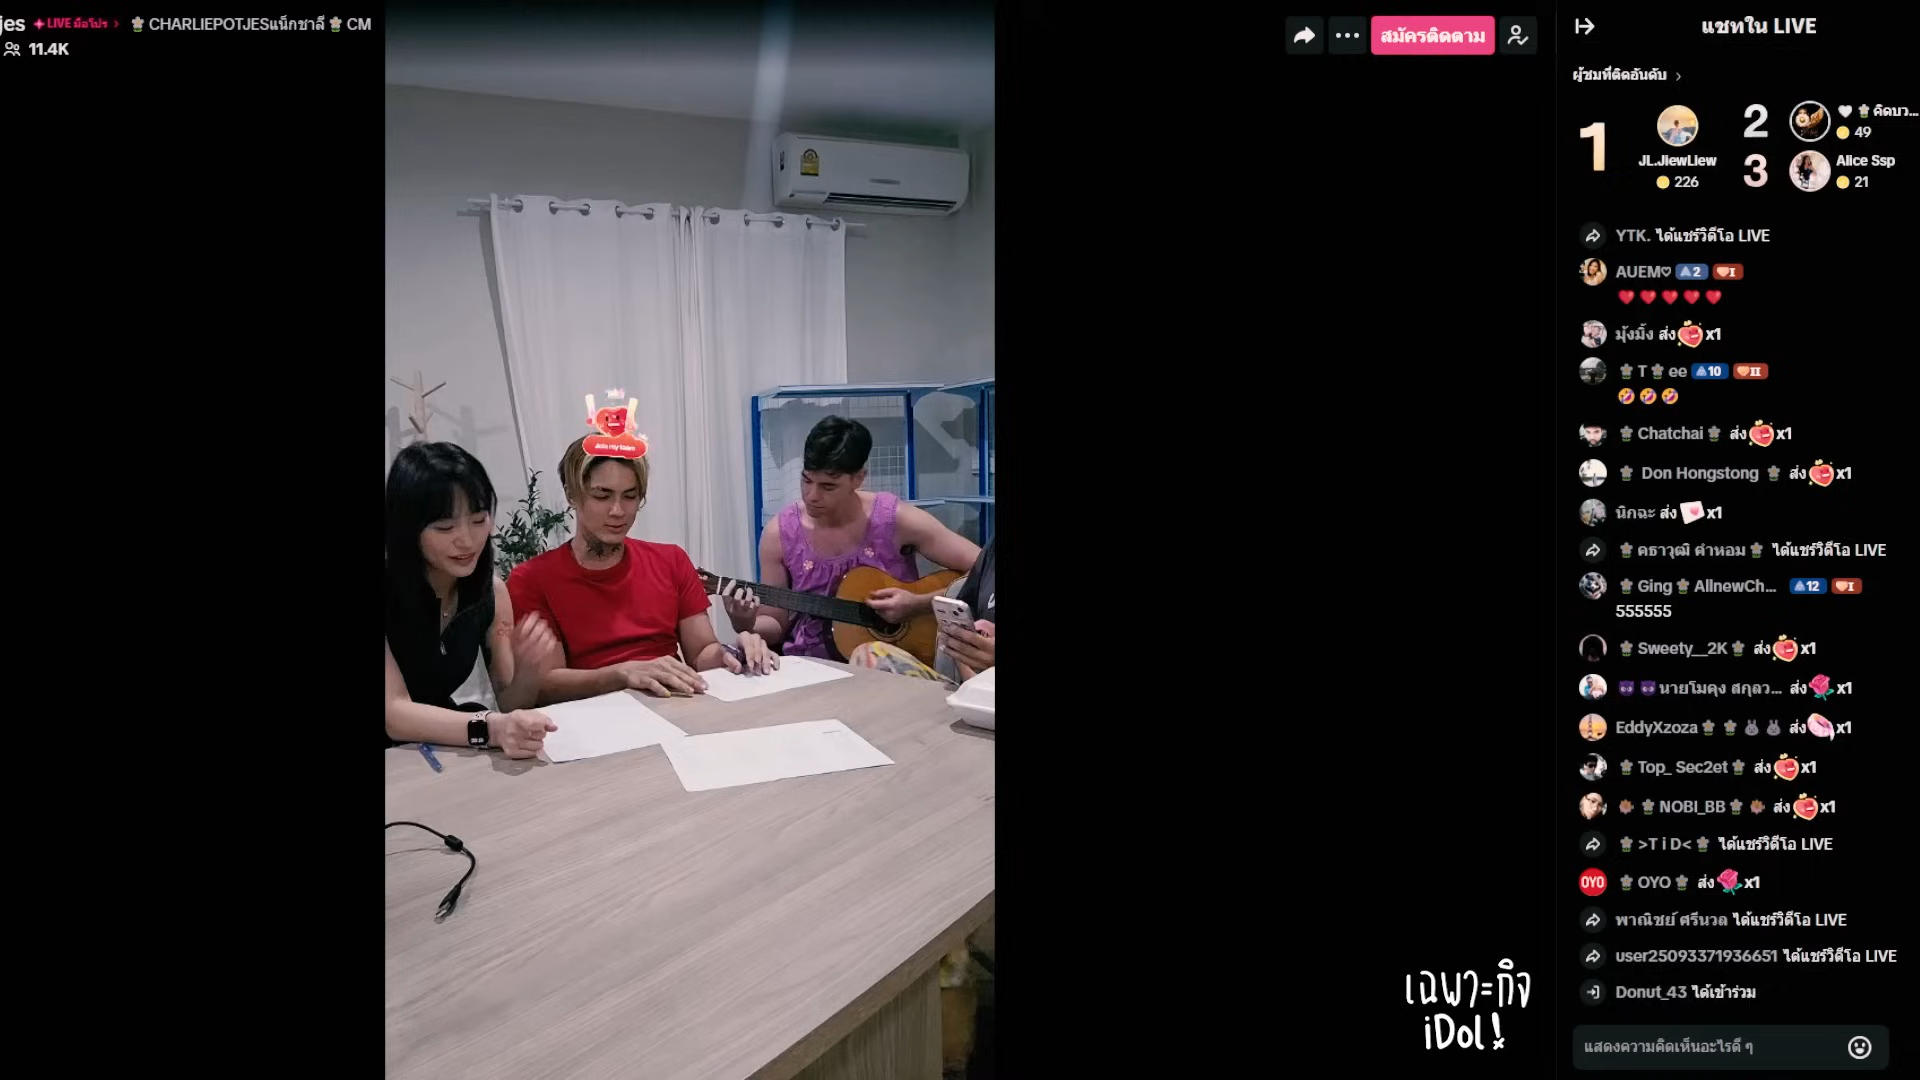 jes LIVE มือโปร › CHARLIEPOTJESแน็กชาลี CM
11.4K
สมัครติดตาม
แชทใน LIVE
ผู้ชมที่ติดอันดับ ›
1
JL.JiewLiew
226
2
คิดบว...
49
3
Alice Ssp
21
YTK. ได้แชร์วิดีโอ LIVE
AUEM♡ 2 I
❤️❤️❤️❤️❤️
มุ้งมิ้ง ส่ง x1
T ee 10 II
🤣🤣🤣
Chatchai ส่ง x1
Don Hongstong ส่ง x1
นิกฉะ ส่ง x1
คธาวุฒิ คำหอม ได้แชร์วิดีโอ LIVE
Ging AllnewCh... 12 I
555555
Sweety__2K ส่ง x1
😈😈นายโมคุง สกุลว... ส่ง x1
EddyXzoza ส่ง x1
Top_ Sec2et ส่ง x1
NOBI_BB ส่ง x1
>T i D< ได้แชร์วิดีโอ LIVE
OYO OYO ส่ง x1
พาณิชย์ ศรีนวล ได้แชร์วิดีโอ LIVE
user25093371936651 ได้แชร์วิดีโอ LIVE
Donut_43 ได้เข้าร่วม
แสดงความคิดเห็นอะไรดี ๆ
เฉพาะกิจ
iDol!